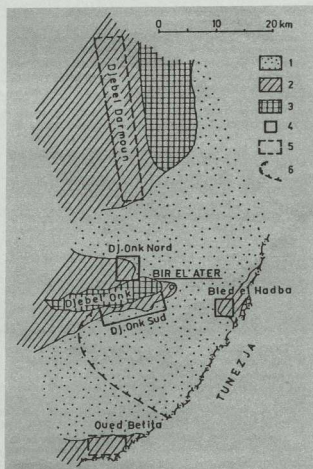 0 10 20 km
1
2
3
4
5
6
Djebel Darmoun
Dj. Onk Nord
BIR EL'ATER
Djebel Onk
Bled el Hadba
Dj. Onk Sud
TUNEZJA
Oued Betita